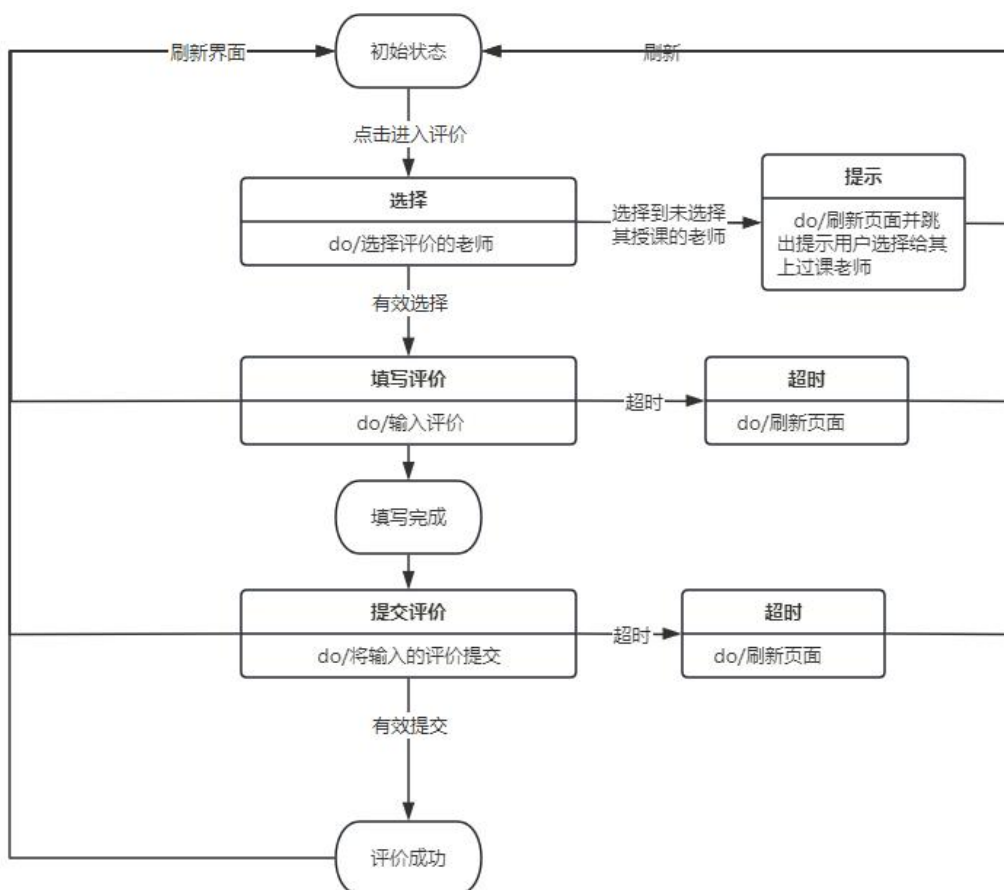 刷新界面
初始状态
刷新
点击进入评价
选择
do/选择评价的老师
选择到未选择
其授课的老师
提示
do/刷新页面并跳
出提示用户选择给其
上过课老师
有效选择
填写评价
do/输入评价
超时
超时
do/刷新页面
填写完成
提交评价
do/将输入的评价提交
超时
超时
do/刷新页面
有效提交
评价成功